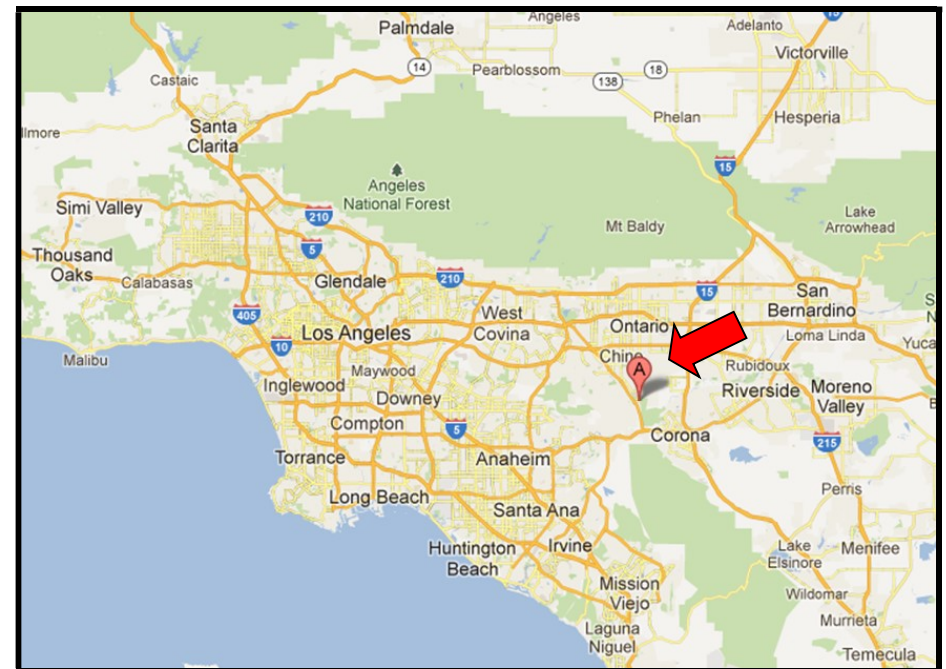 Angeles
Palmdale
Adelanto
15
Victorville
14
Pearblossom
18
138
Castaic
Phelan
Hesperia
llmore
Santa
Clarita
15
Angeles
National Forest
Simi Valley
210
Mt Baldy
Lake
Arrowhead
5
Thousand
Oaks
Calabasas
Glendale
210
15
San
Bernardino
405
West
Covina
Ontario
Los Angeles
Loma Linda
Yuca
10
Malibu
Maywood
Chino
A
Rubidoux
Inglewood
Downey
Riverside
Moreno
Valley
Compton
5
Corona
215
Torrance
Anaheim
Long Beach
Santa Ana
Perris
Huntington
Beach
Irvine
Lake
Elsinore
Menifee
Mission
Viejo
Wildomar
Laguna
Niguel
Murrieta
Temecula